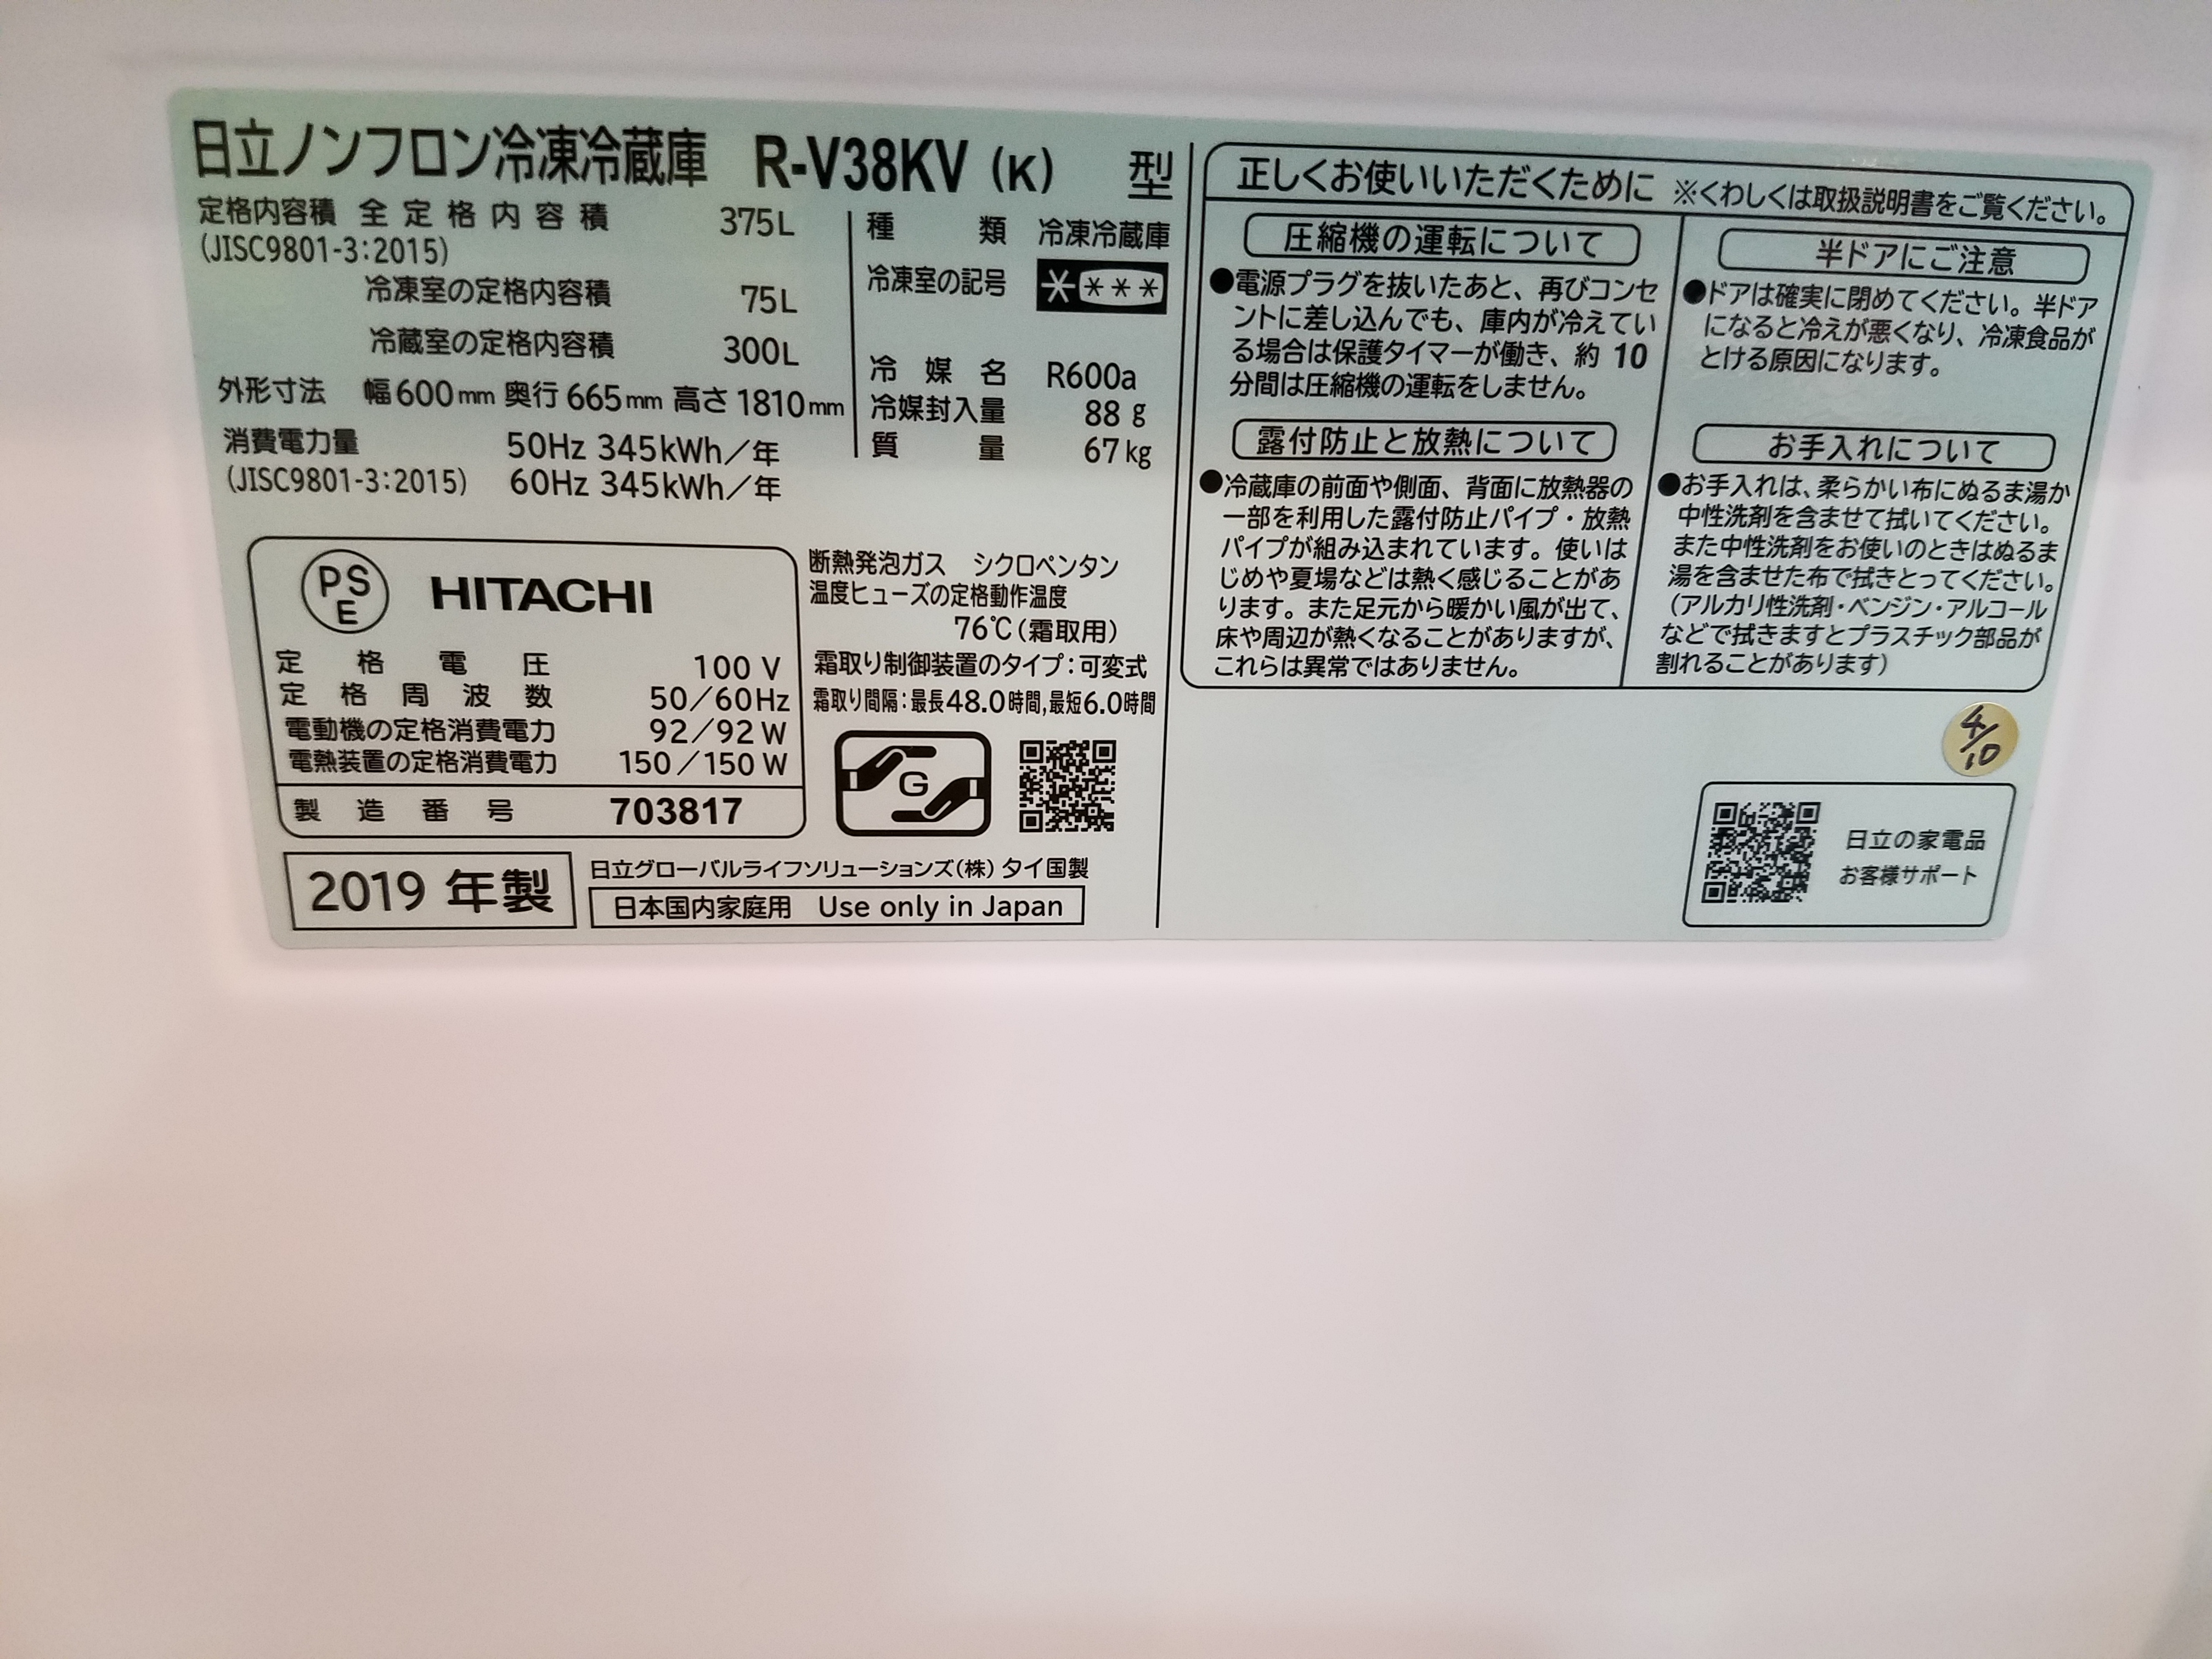 日立ノンフロン冷凍冷蔵庫 R-V38KV (K) 型
定格内容積 全定格内容積 375L
(JISC9801-3:2015)
冷凍室の定格内容積 75L
冷蔵室の定格内容積 300L
外形寸法 幅600mm 奥行665mm 高さ1810mm
消費電力量 50Hz 345kWh/年
(JISC9801-3:2015) 60Hz 345kWh/年
種類 冷凍冷蔵庫
冷凍室の記号 ****
冷媒名 R600a
冷媒封入量 88 g
質量 67kg
PSE HITACHI
定格電圧 100 V
定格周波数 50/60Hz
電動機の定格消費電力 92/92 W
電熱装置の定格消費電力 150/150 W
製造番号 703817
断熱発泡ガス シクロペンタン
温度ヒューズの定格動作温度
76℃(霜取用)
霜取り制御装置のタイプ:可変式
霜取り間隔:最長48.0時間,最短6.0時間
G
2019 年製
日立グローバルライフソリューションズ(株) タイ国製
日本国内家庭用 Use only in Japan
正しくお使いいただくために ※くわしくは取扱説明書をご覧ください。
圧縮機の運転について
●電源プラグを抜いたあと、再びコンセ
ントに差し込んでも、庫内が冷えてい
る場合は保護タイマーが働き、約 10
分間は圧縮機の運転をしません。
露付防止と放熱について
●冷蔵庫の前面や側面、背面に放熱器の
一部を利用した露付防止パイプ・放熱
パイプが組み込まれています。使いは
じめや夏場などは熱く感じることがあ
ります。また足元から暖かい風が出て、
床や周辺が熱くなることがありますが、
これらは異常ではありません。
半ドアにご注意
●ドアは確実に閉めてください。半ドア
になると冷えが悪くなり、冷凍食品が
とける原因になります。
お手入れについて
●お手入れは、柔らかい布にぬるま湯か
中性洗剤を含ませて拭いてください。
また中性洗剤をお使いのときはぬるま
湯を含ませた布で拭きとってください。
(アルカリ性洗剤・ベンジン・アルコール
などで拭きますとプラスチック部品が
割れることがあります)
4/10
日立の家電品
お客様サポート